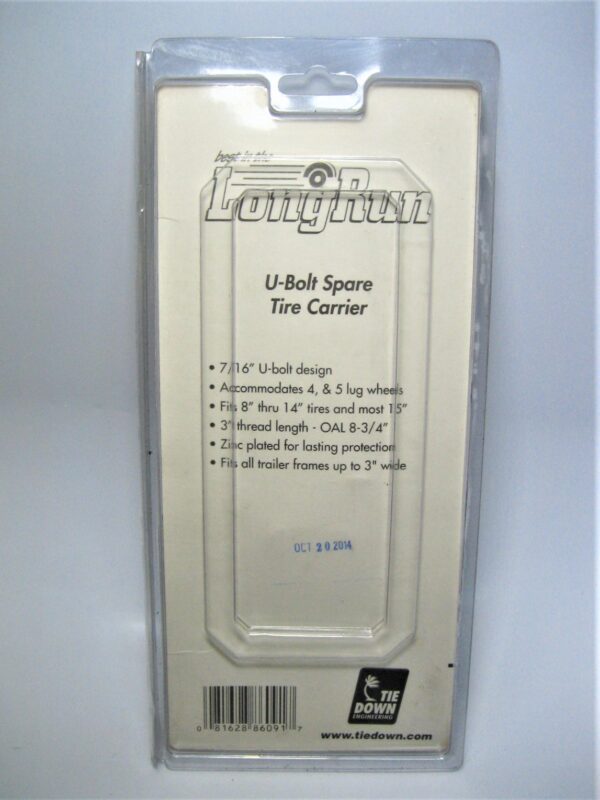 best in the
LongRun
U-Bolt Spare
Tire Carrier
• 7/16" U-bolt design
• Accommodates 4, & 5 lug wheels
• Fits 8" thru 14" tires and most 15"
• 3" thread length - OAL 8-3/4"
• Zinc plated for lasting protection
• Fits all trailer frames up to 3" wide
OCT 20 2014
TIE
DOWN
ENGINEERING
0 81628 86091 7
www.tiedown.com